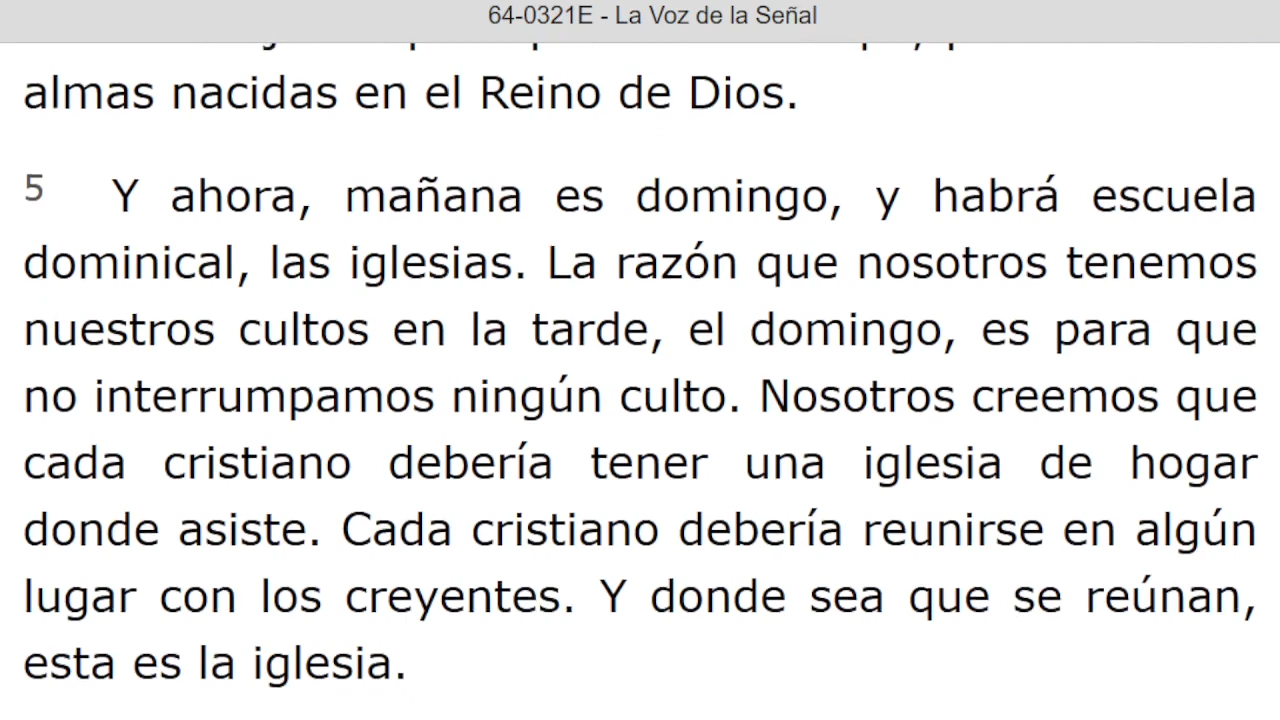 64-0321E - La Voz de la Señal
almas nacidas en el Reino de Dios.
5 Y ahora, mañana es domingo, y habrá escuela
dominical, las iglesias. La razón que nosotros tenemos
nuestros cultos en la tarde, el domingo, es para que
no interrumpamos ningún culto. Nosotros creemos que
cada cristiano debería tener una iglesia de hogar
donde asiste. Cada cristiano debería reunirse en algún
lugar con los creyentes. Y donde sea que se reúnan,
esta es la iglesia.